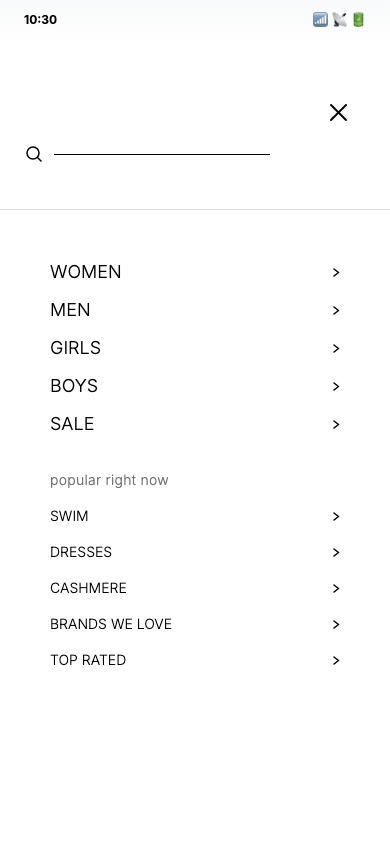 10:30
WOMEN
MEN
GIRLS
BOYS
SALE
popular right now
SWIM
DRESSES
CASHMERE
BRANDS WE LOVE
TOP RATED